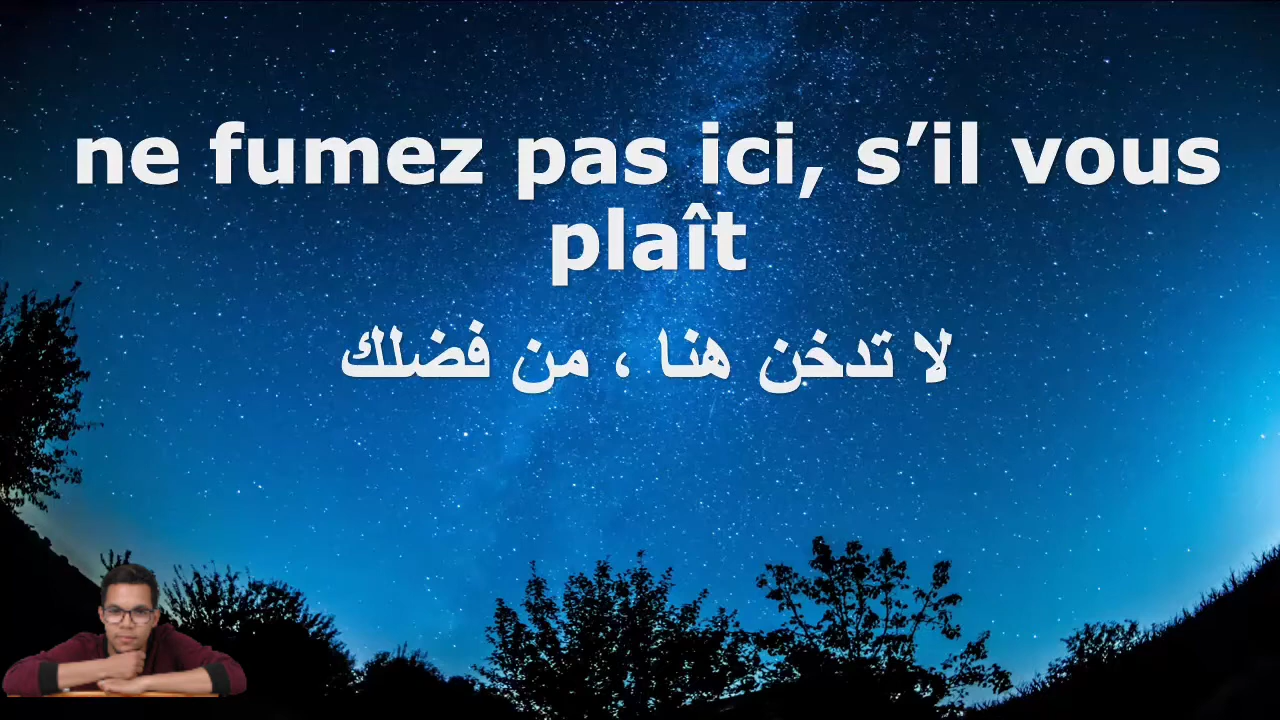 ne fumez pas ici, s’il vous
plaît
لا تدخن هنا ، من فضلك